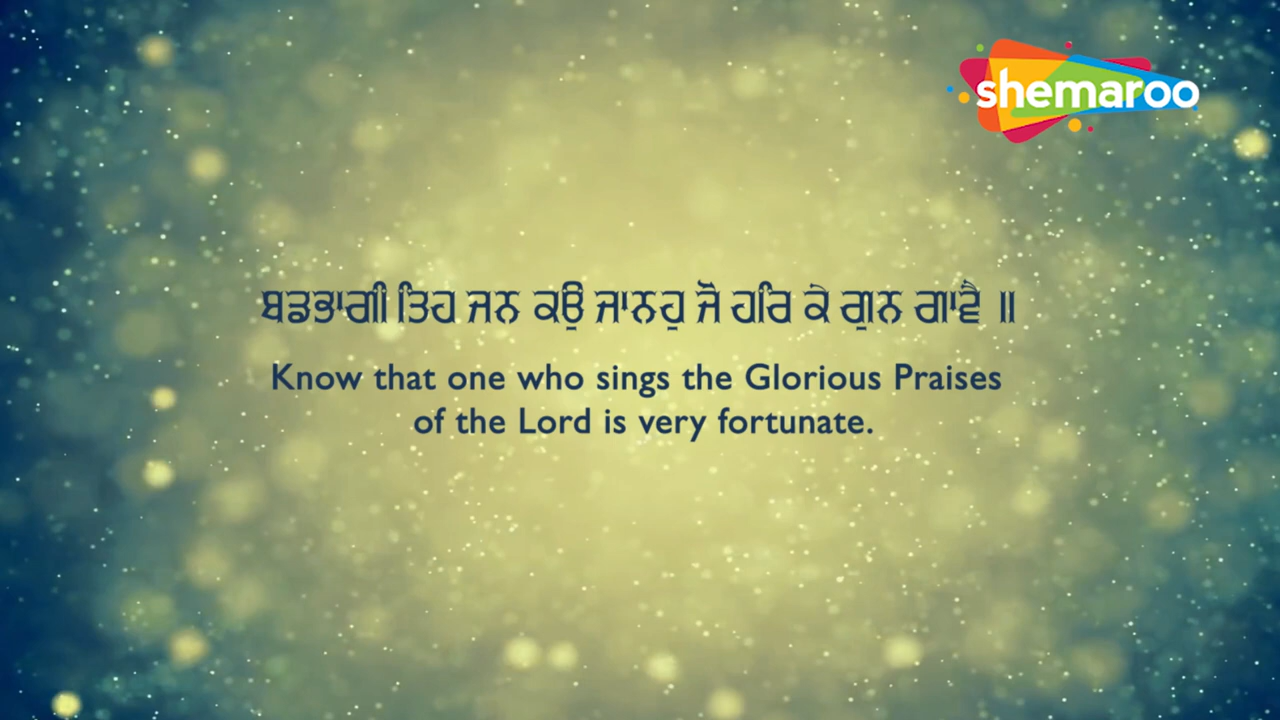 shemaroo
ਬਡਭਾਗੀ ਤਿਹ ਜਨ ਕਉ ਜਾਨਹੁ ਜੋ ਹਰਿ ਕੇ ਗੁਨ ਗਾਵੈ ॥
Know that one who sings the Glorious Praises
of the Lord is very fortunate.